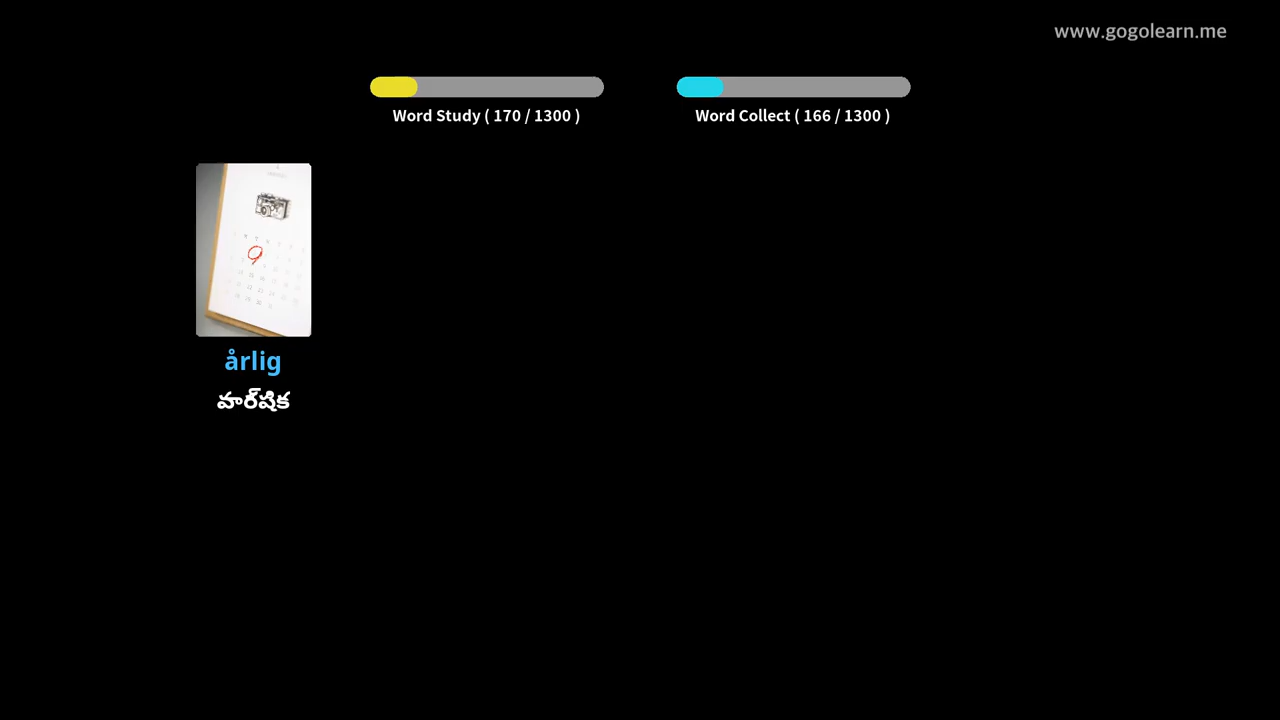 www.gogolearn.me
Word Study ( 170 / 1300 )
Word Collect ( 166 / 1300 )
årlig
వార్‌షిక